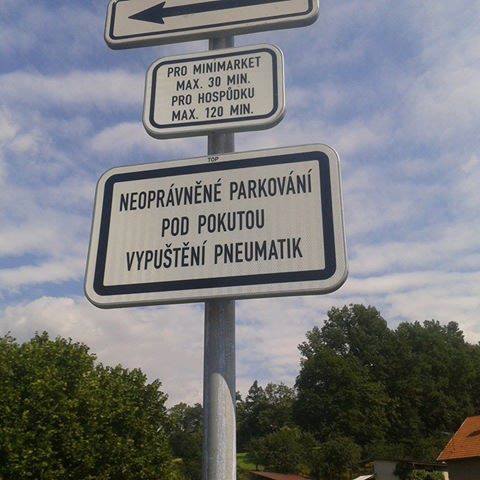 PRO MINIMARKET
MAX. 30 MIN.
PRO HOSPŮDKU
MAX. 120 MIN.
TOP
NEOPRÁVNĚNÉ PARKOVÁNÍ
POD POKUTOU
VYPUŠTĚNÍ PNEUMATIK